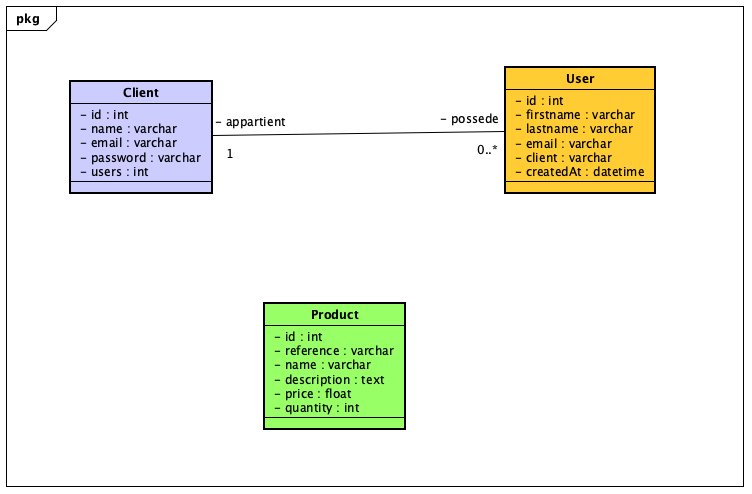 pkg
Client
- id : int
- name : varchar
- email : varchar
- password : varchar
- users : int
- appartient
1
- possede
0..*
User
- id : int
- firstname : varchar
- lastname : varchar
- email : varchar
- client : varchar
- createdAt : datetime
Product
- id : int
- reference : varchar
- name : varchar
- description : text
- price : float
- quantity : int